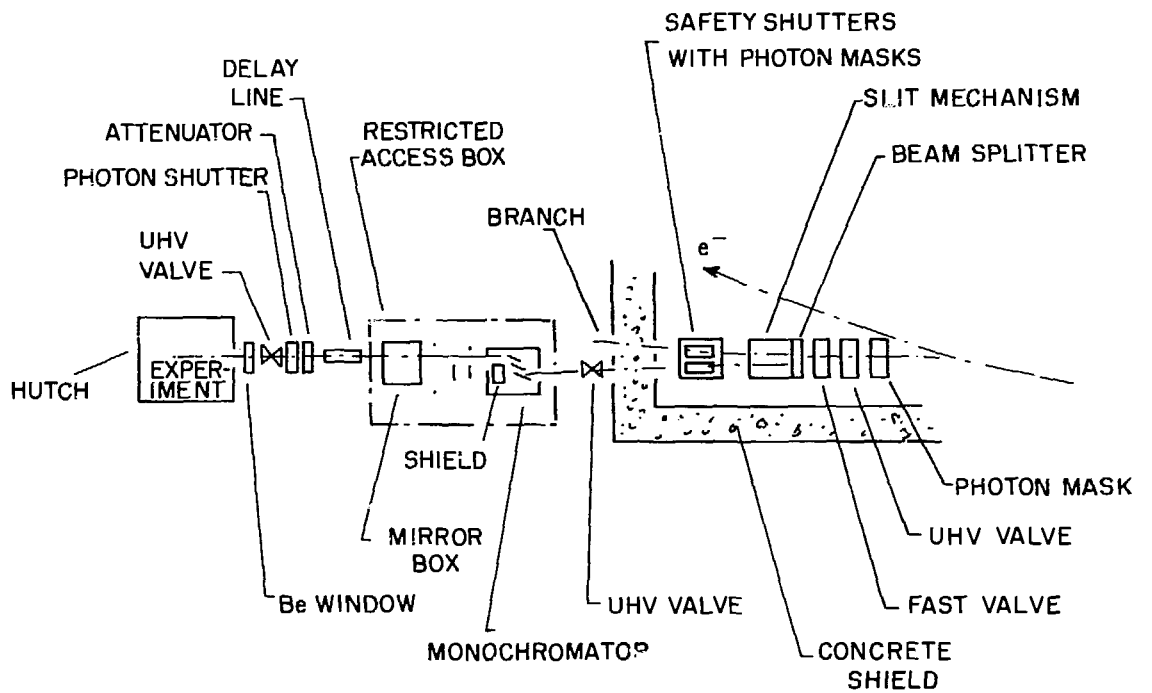 SAFETY SHUTTERS
WITH PHOTON MASKS
DELAY
LINE
SLIT MECHANISM
ATTENUATOR
RESTRICTED
ACCESS BOX
BEAM SPLITTER
PHOTON SHUTTER
BRANCH
UHV
VALVE
e⁻
EXPER-
IMENT
HUTCH
SHIELD
PHOTON MASK
MIRROR
BOX
UHV VALVE
Be WINDOW
UHV VALVE
FAST VALVE
MONOCHROMATOR
CONCRETE
SHIELD